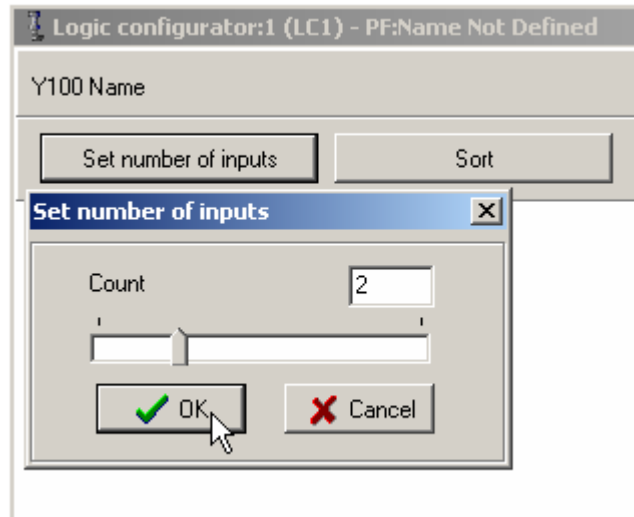 Logic configurator:1 (LC1) - PF:Name Not Defined
Y100 Name
Set number of inputs Sort
Set number of inputs
Count 2
OK Cancel